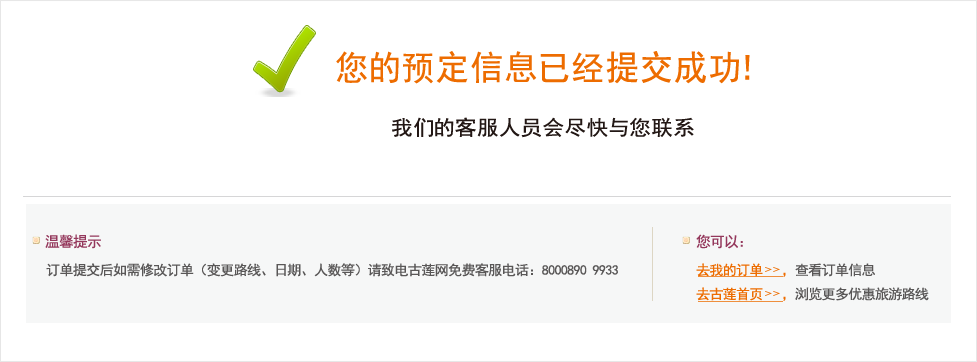 您的预定信息已经提交成功!
我们的客服人员会尽快与您联系
温馨提示
订单提交后如需修改订单（变更路线、日期、人数等）请致电古莲网免费客服电话：8000890 9933
您可以：
去我的订单>>，查看订单信息
去古莲首页>>，浏览更多优惠旅游路线